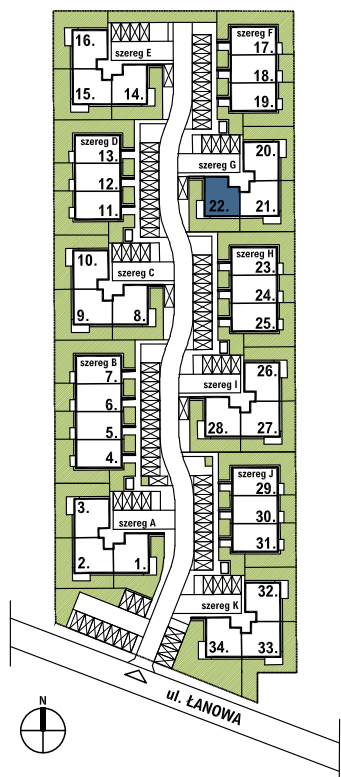 16.
szereg E
15.
14.
szereg F
17.
18.
19.
szereg D
13.
12.
11.
szereg G
20.
22.
21.
10.
szereg C
9.
8.
szereg H
23.
24.
25.
szereg B
7.
6.
5.
4.
26.
szereg I
28.
27.
3.
szereg A
2.
1.
szereg J
29.
30.
31.
32.
szereg K
34.
33.
ul. ŁANOWA
N